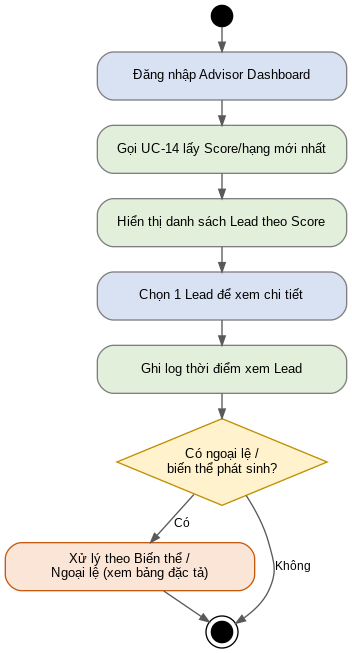 Đăng nhập Advisor Dashboard
Gọi UC-14 lấy Score/hạng mới nhất
Hiển thị danh sách Lead theo Score
Chọn 1 Lead để xem chi tiết
Ghi log thời điểm xem Lead
Có ngoại lệ /
biến thể phát sinh?
Có
Xử lý theo Biến thể /
Ngoại lệ (xem bảng đặc tả)
Không